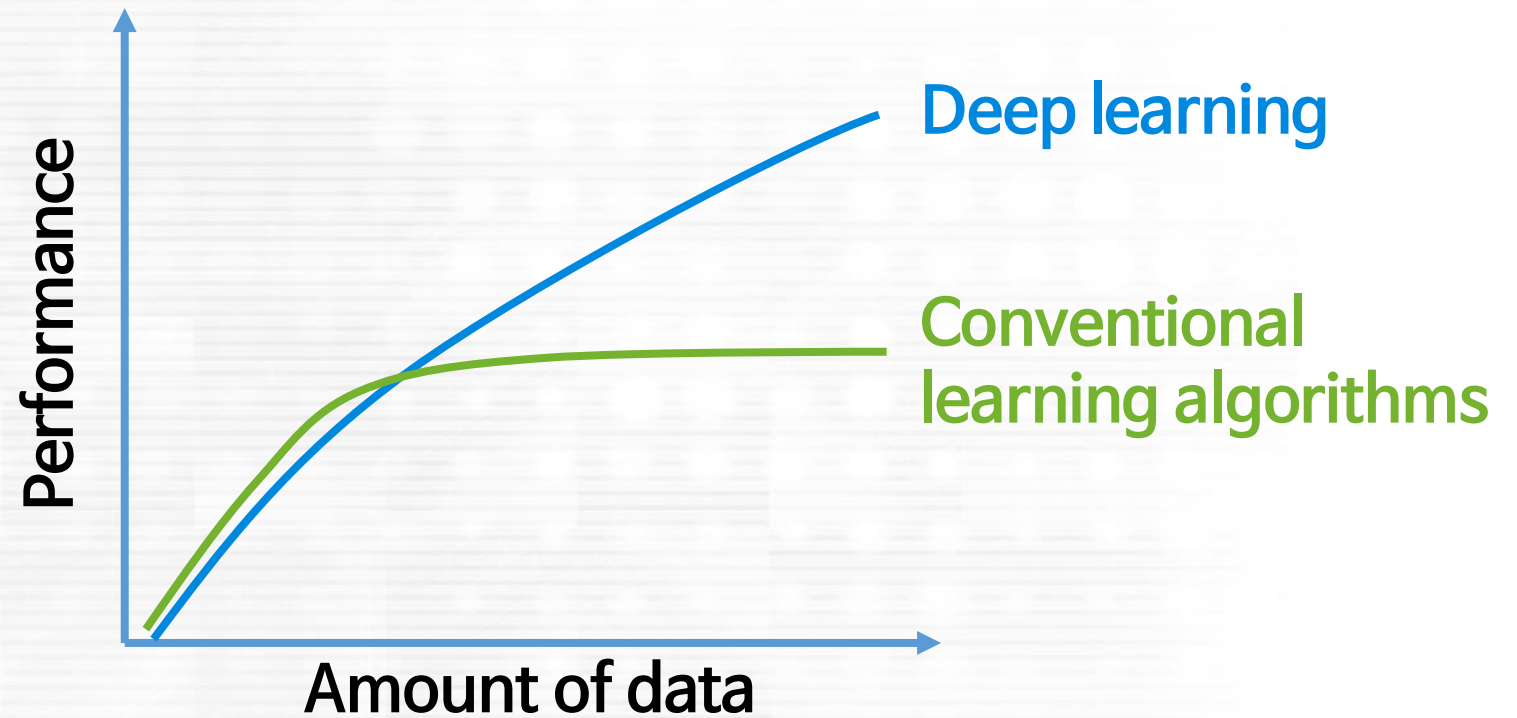 Performance
Deep learning
Conventional
learning algorithms
Amount of data